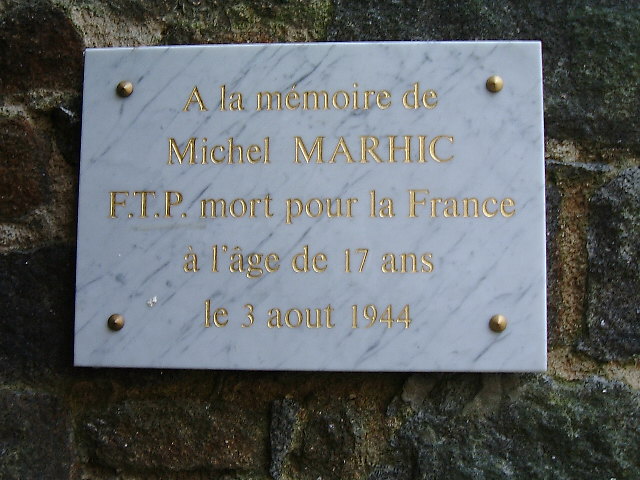 A la mémoire de
Michel MARHIC
F.T.P. mort pour la France
à l'âge de 17 ans
le 3 aout 1944